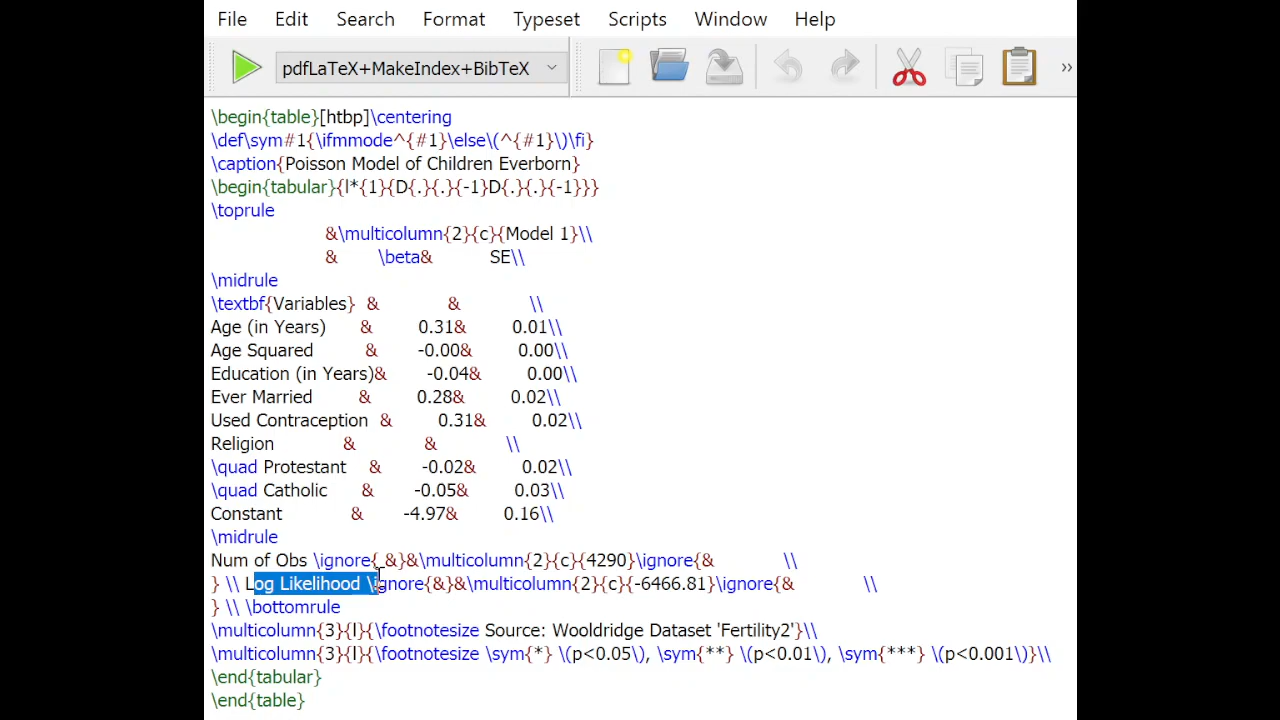 File Edit Search Format Typeset Scripts Window Help
pdfLaTeX+MakeIndex+BibTeX
\begin{table}[htbp]\centering
\def\sym#1{\ifmmode^{#1}\else\(^{#1}\)\fi}
\caption{Poisson Model of Children Everborn}
\begin{tabular}{l*{1}{D{.}{.}{-1}D{.}{.}{-1}}}
\toprule
&\multicolumn{2}{c}{Model 1}\\
& \beta& SE\\
\midrule
\textbf{Variables} & & \\
Age (in Years) & 0.31& 0.01\\
Age Squared & -0.00& 0.00\\
Education (in Years)& -0.04& 0.00\\
Ever Married & 0.28& 0.02\\
Used Contraception & 0.31& 0.02\\
Religion & & \\
\quad Protestant & -0.02& 0.02\\
\quad Catholic & -0.05& 0.03\\
Constant & -4.97& 0.16\\
\midrule
Num of Obs \ignore{ &}&\multicolumn{2}{c}{4290}\ignore{& \\
} \\ Log Likelihood \ignore{&}&\multicolumn{2}{c}{-6466.81}\ignore{& \\
} \\ \bottomrule
\multicolumn{3}{l}{\footnotesize Source: Wooldridge Dataset 'Fertility2'}\\
\multicolumn{3}{l}{\footnotesize \sym{*} \(p<0.05\), \sym{**} \(p<0.01\), \sym{***} \(p<0.001\)}\\
\end{tabular}
\end{table}